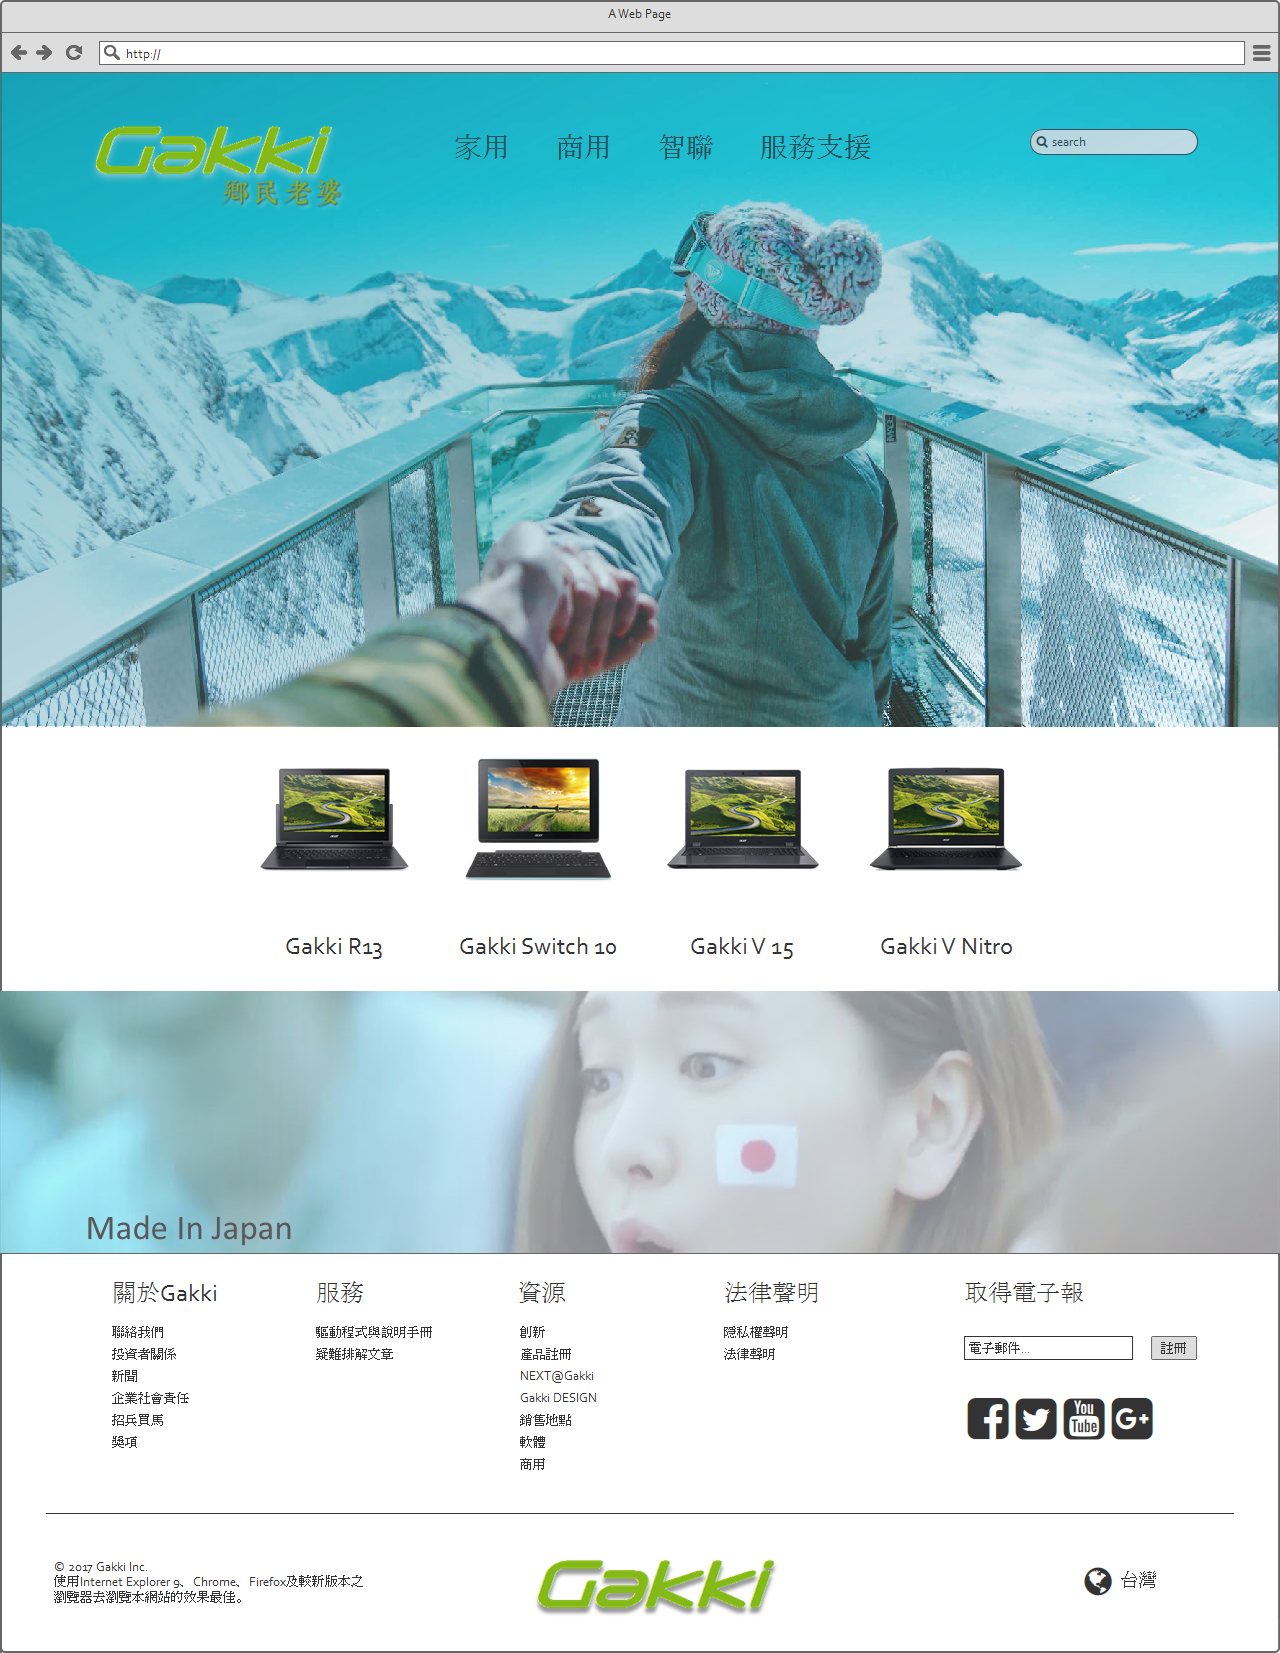 A Web Page
http://
Gakki
鄉民老婆
家用 商用 智聯 服務支援
search
Gakki R13
Gakki Switch 10
Gakki V 15
Gakki V Nitro
Made In Japan
關於Gakki
聯絡我們
投資者關係
新聞
企業社會責任
招兵買馬
獎項
服務
驅動程式與說明手冊
疑難排解文章
資源
創新
產品註冊
NEXT@Gakki
Gakki DESIGN
銷售地點
軟體
商用
法律聲明
隱私權聲明
法律聲明
取得電子報
電子郵件...
註冊
You
Tube
G+
© 2017 Gakki Inc.
使用Internet Explorer 9、Chrome、Firefox及較新版本之
瀏覽器去瀏覽本網站的效果最佳。
Gakki
台灣